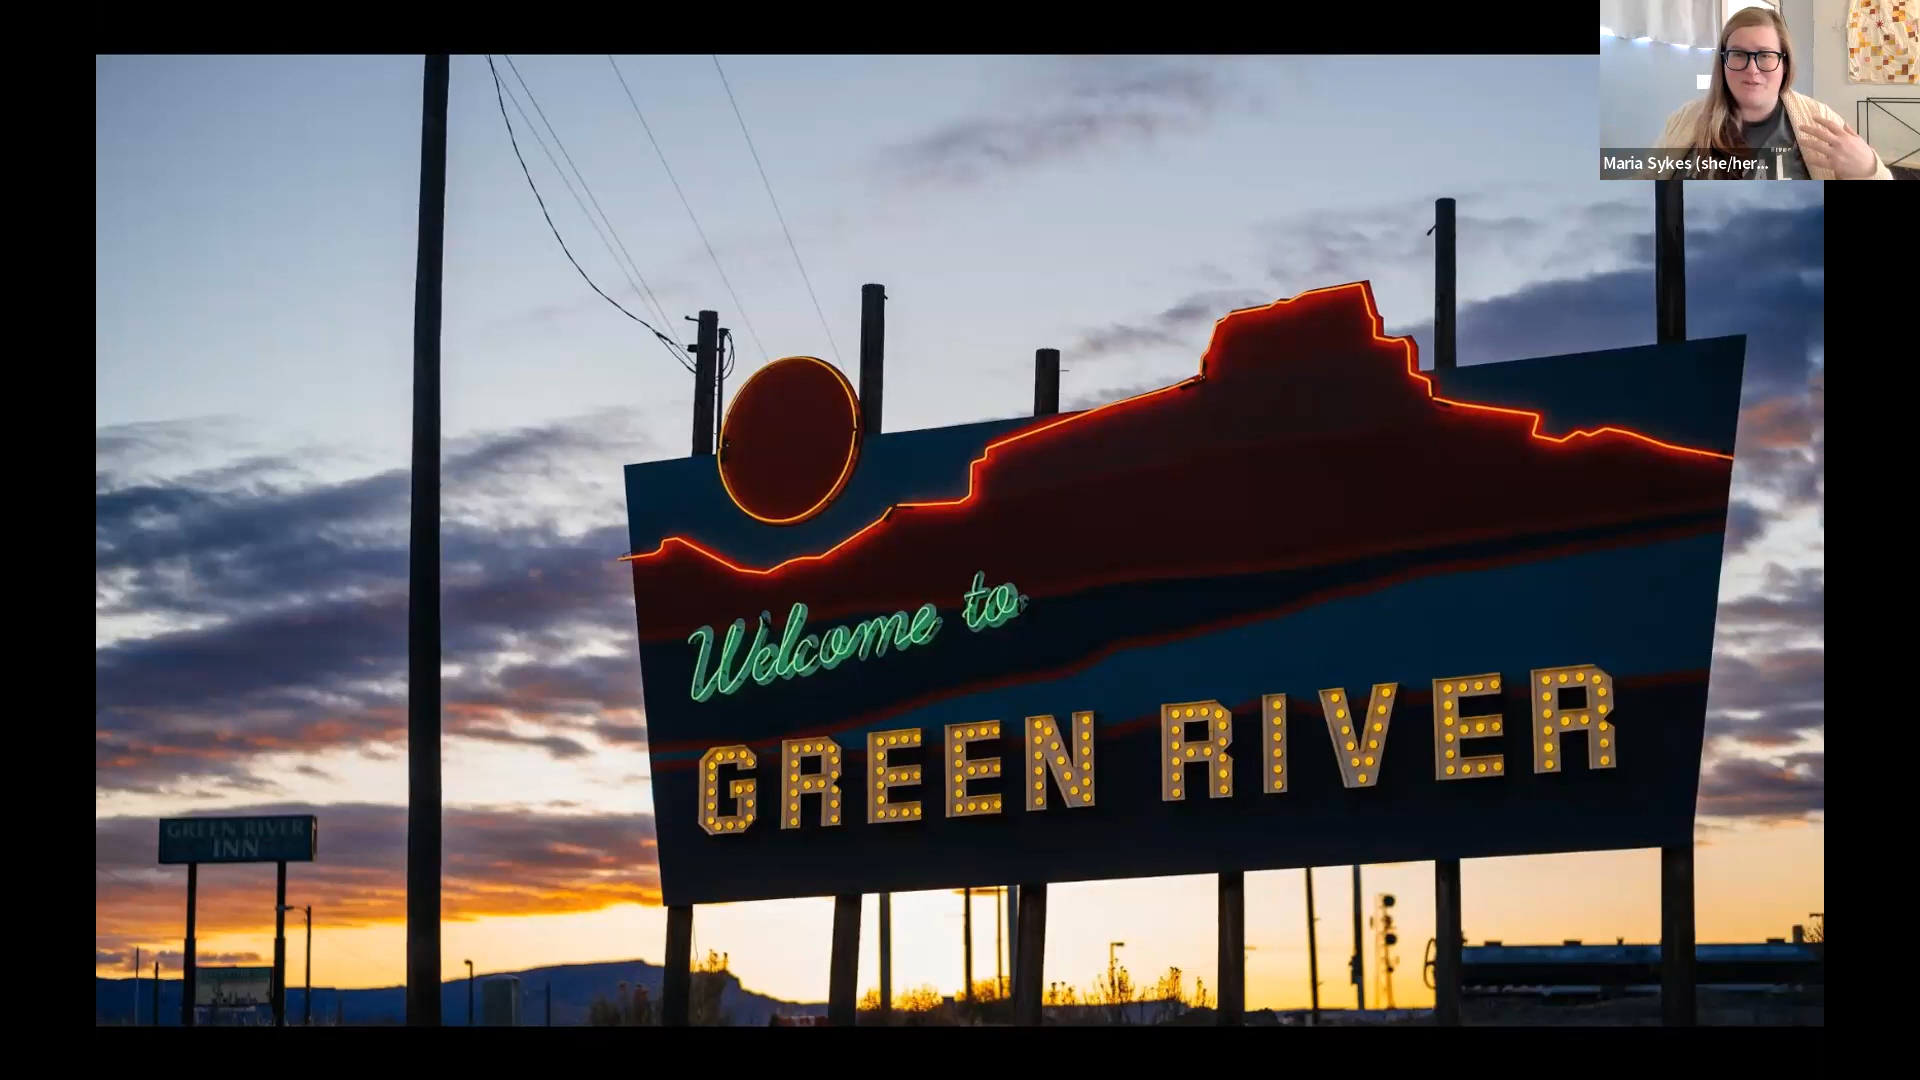 Maria Sykes (she/her...
Welcome to
GREEN RIVER
GREEN RIVER
INN